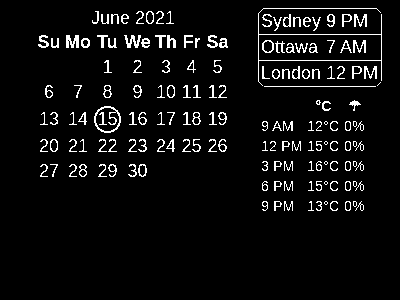 June 2021
Su Mo Tu We Th Fr Sa
1 2 3 4 5
6 7 8 9 10 11 12
13 14 15 16 17 18 19
20 21 22 23 24 25 26
27 28 29 30
Sydney 9 PM
Ottawa 7 AM
London 12 PM
°C ☂
9 AM 12°C 0%
12 PM 15°C 0%
3 PM 16°C 0%
6 PM 15°C 0%
9 PM 13°C 0%